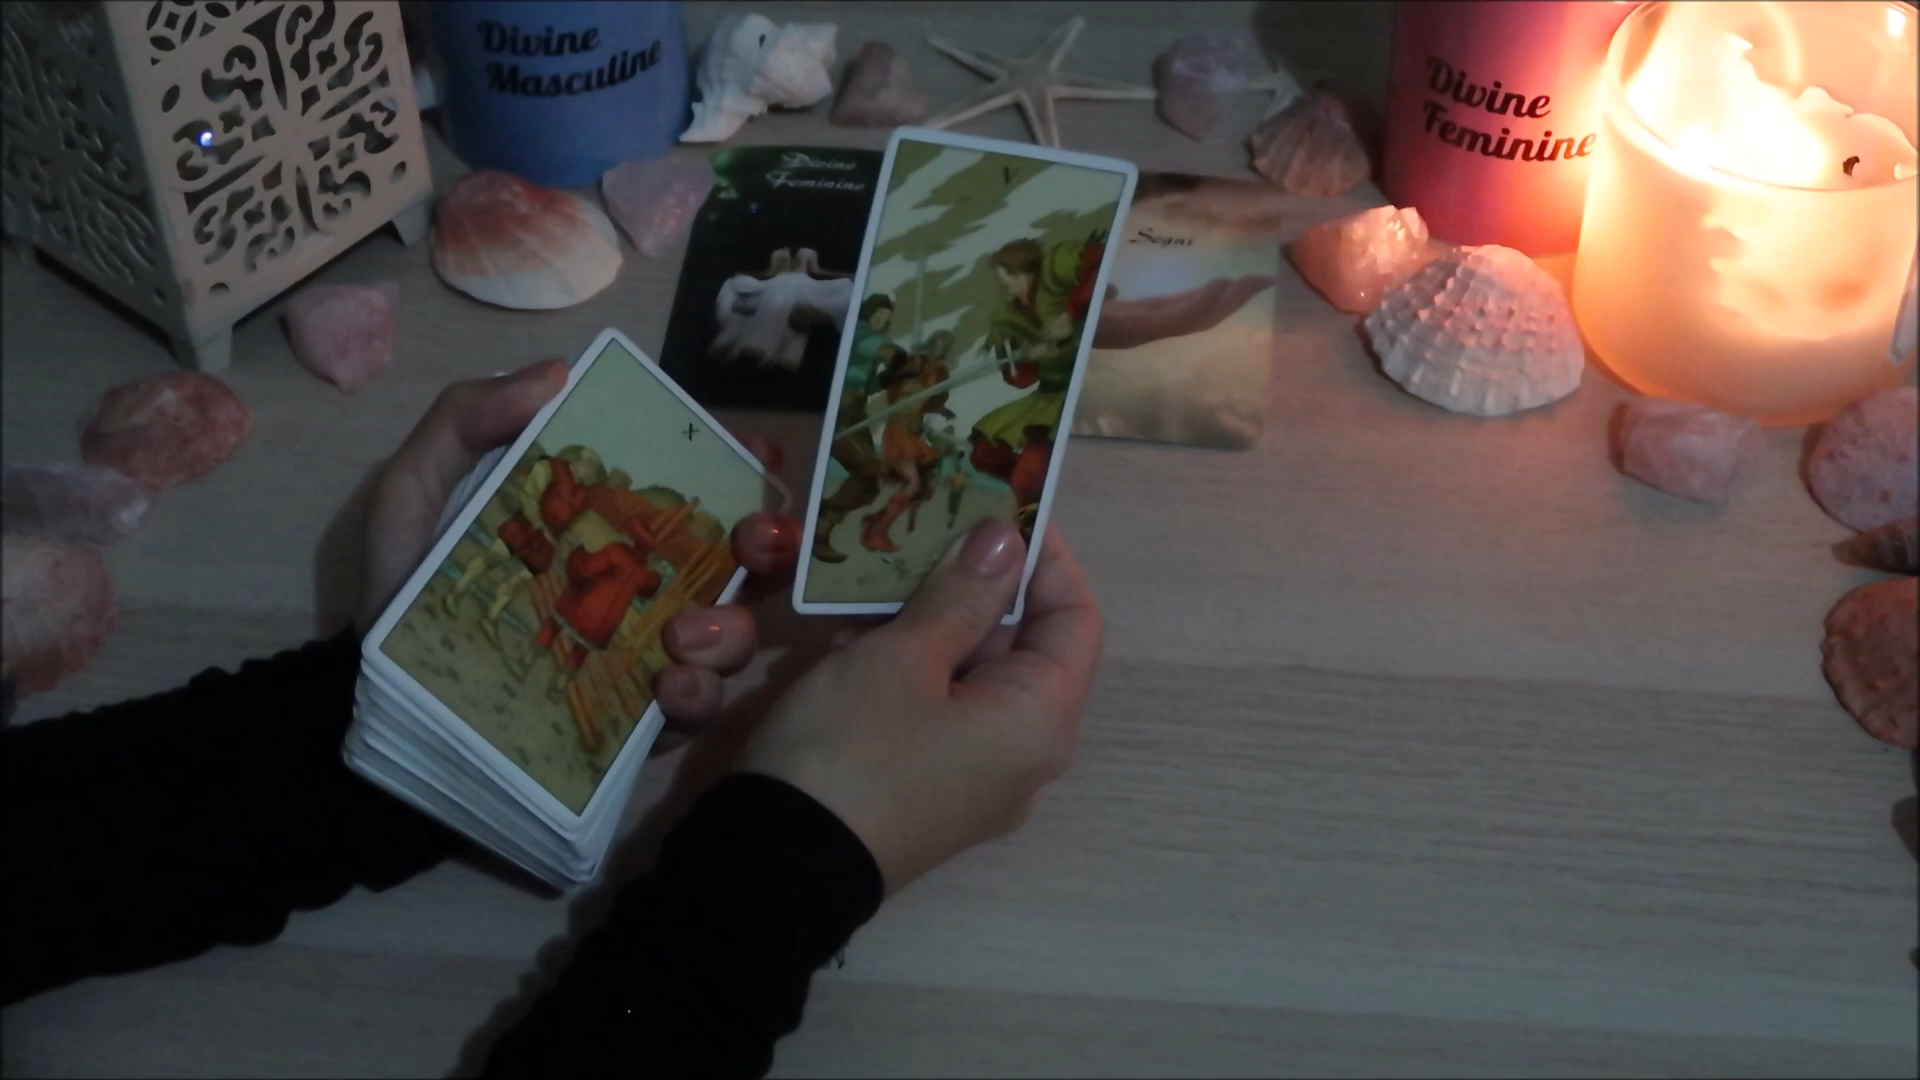 Divine
Masculine
Divine
Feminine
Divine
Feminine
V
Segni
X